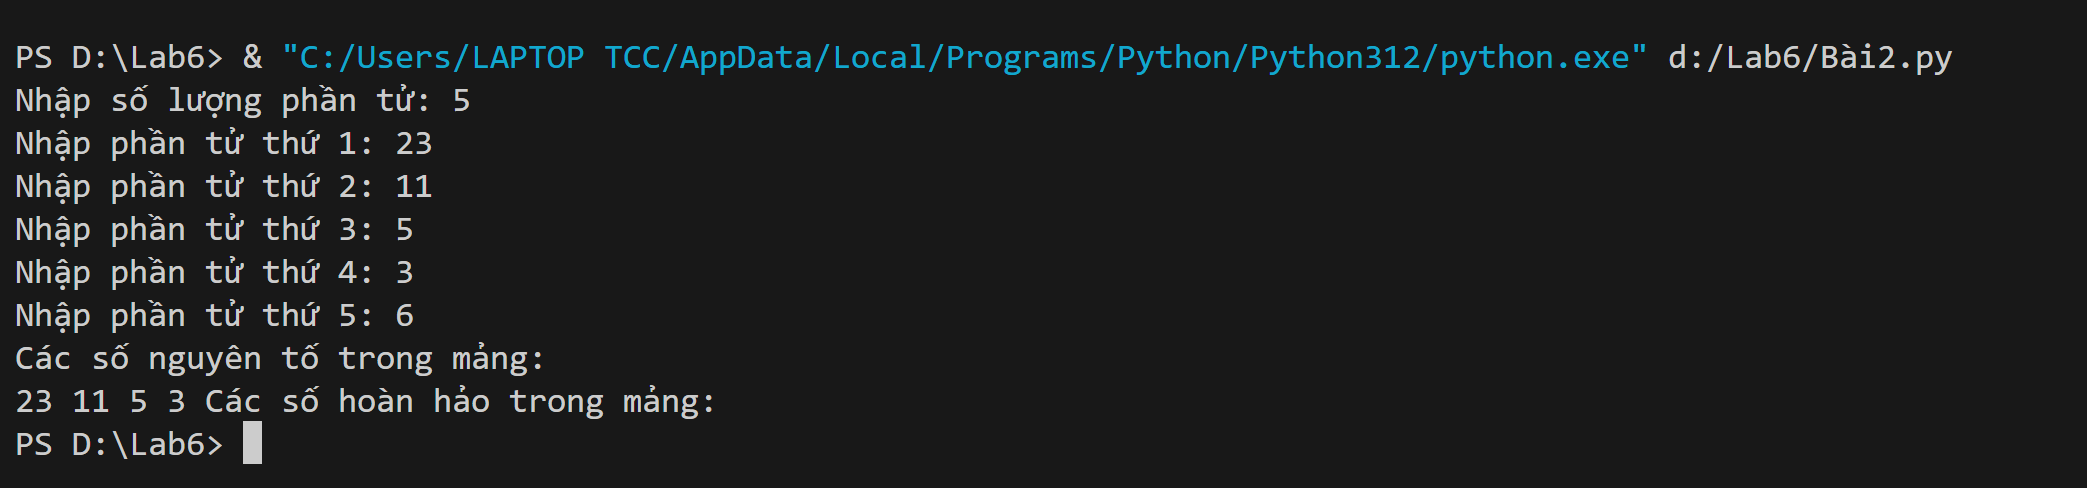 PS D:\Lab6> & "C:/Users/LAPTOP TCC/AppData/Local/Programs/Python/Python312/python.exe" d:/Lab6/Bài2.py
Nhập số lượng phần tử: 5
Nhập phần tử thứ 1: 23
Nhập phần tử thứ 2: 11
Nhập phần tử thứ 3: 5
Nhập phần tử thứ 4: 3
Nhập phần tử thứ 5: 6
Các số nguyên tố trong mảng:
23 11 5 3 Các số hoàn hảo trong mảng:
PS D:\Lab6>